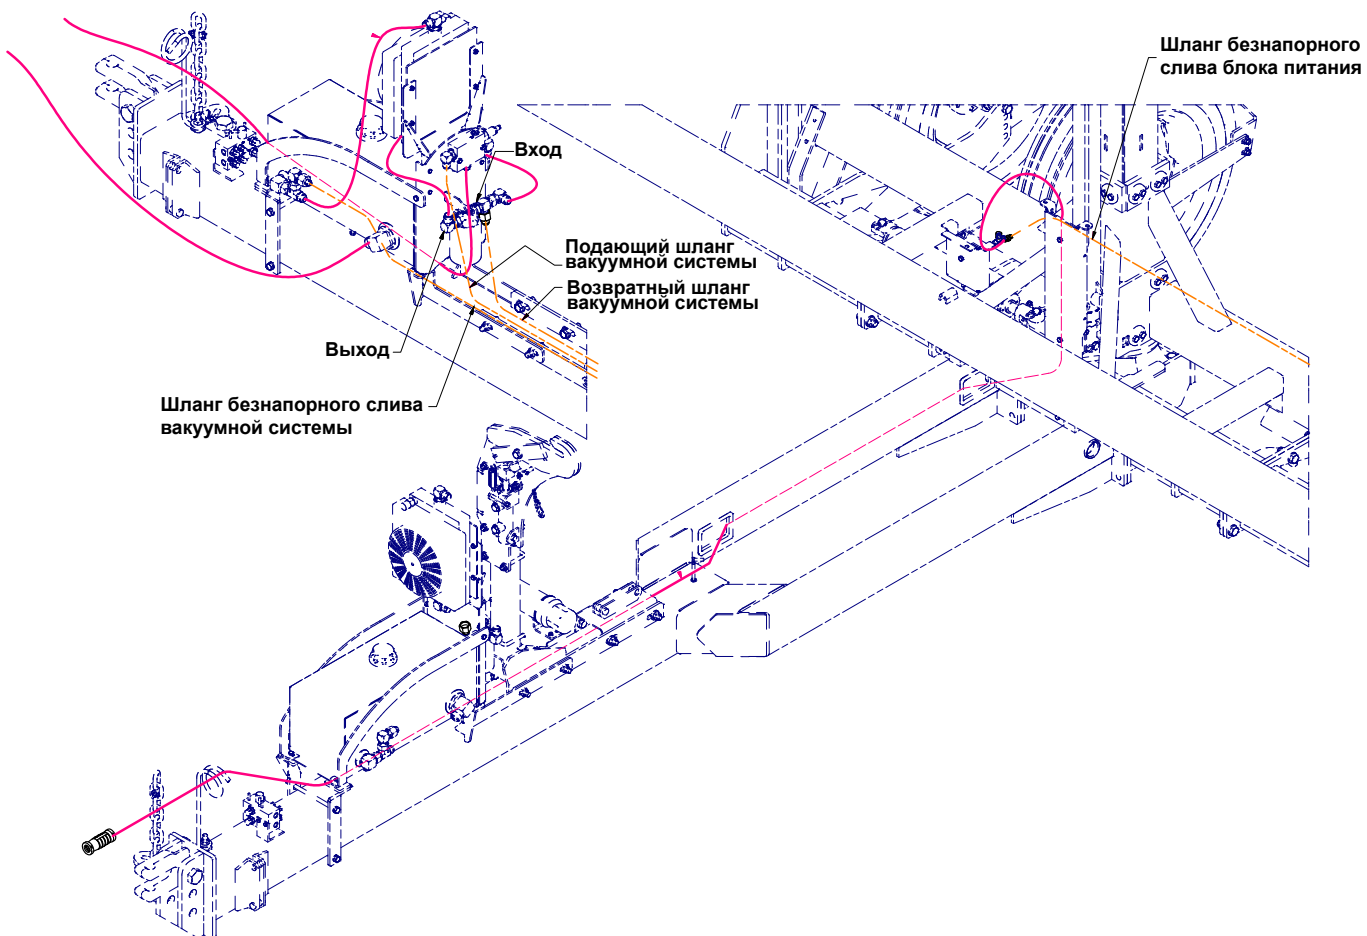 Шланг безнапорного
слива блока питания
Вход
Подающий шланг
вакуумной системы
Возвратный шланг
вакуумной системы
Выход
Шланг безнапорного слива
вакуумной системы